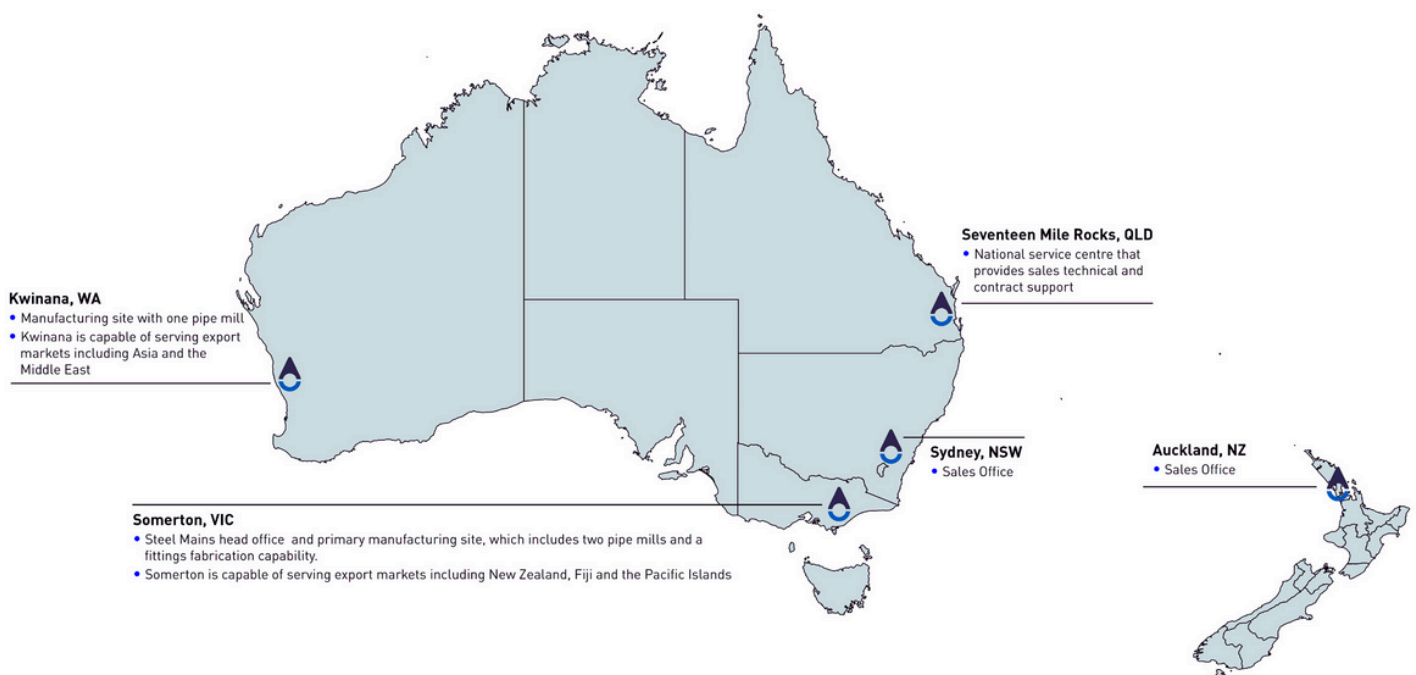 Seventeen Mile Rocks, QLD
• National service centre that
provides sales technical and
contract support
Kwinana, WA
• Manufacturing site with one pipe mill
• Kwinana is capable of serving export
markets including Asia and the
Middle East
Sydney, NSW
• Sales Office
Auckland, NZ
• Sales Office
Somerton, VIC
• Steel Mains head office and primary manufacturing site, which includes two pipe mills and a
fittings fabrication capability.
• Somerton is capable of serving export markets including New Zealand, Fiji and the Pacific Islands